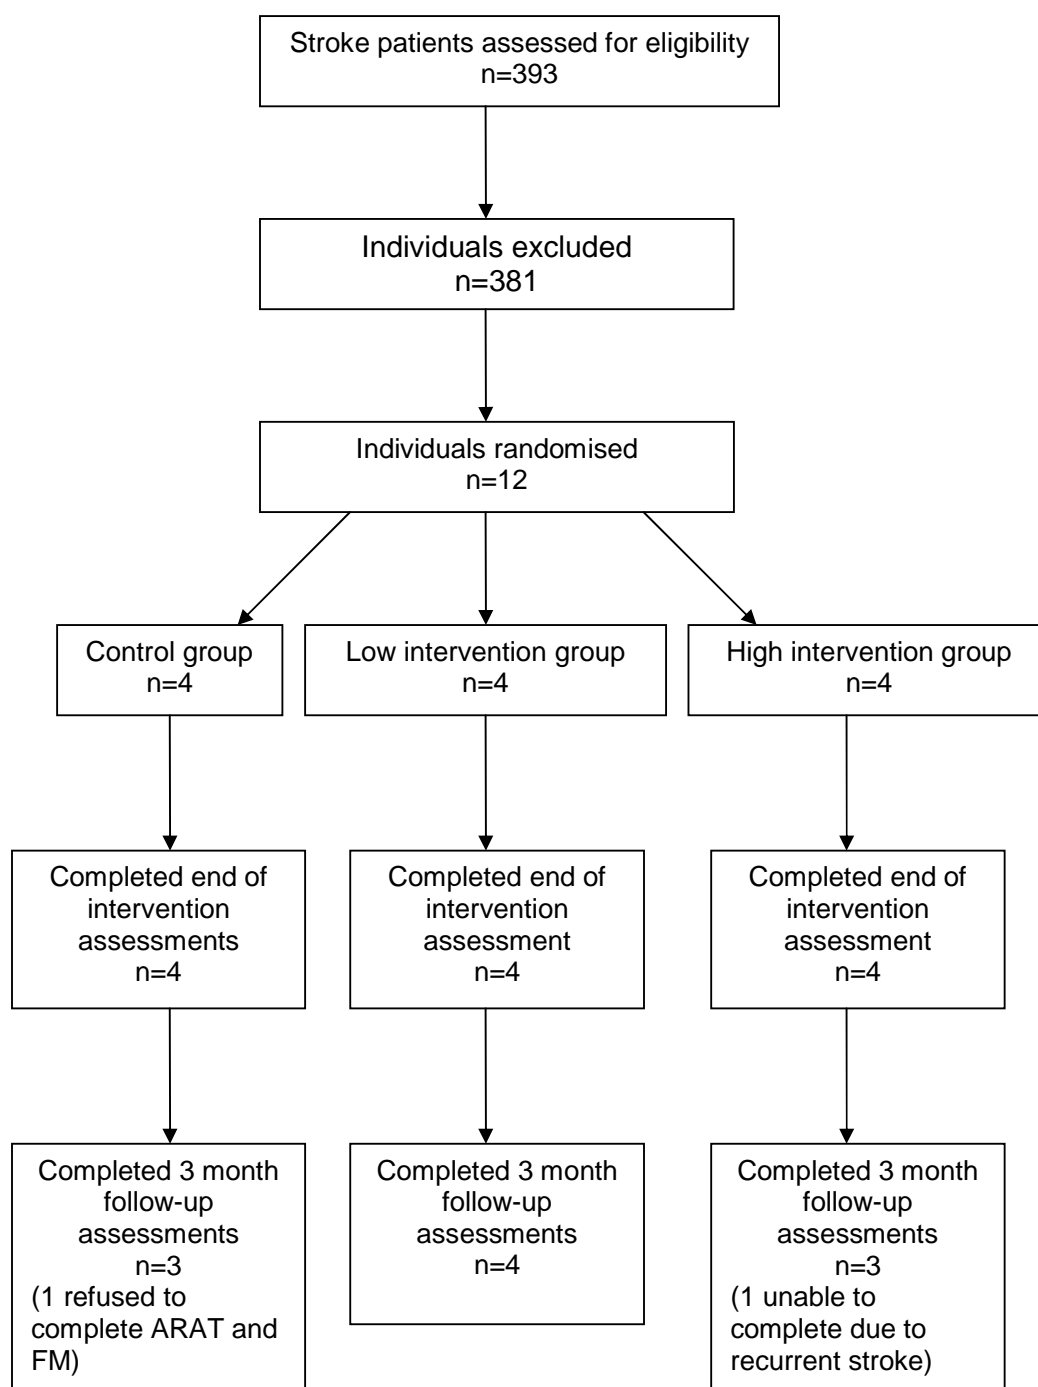 Stroke patients assessed for eligibility
n=393
Individuals excluded
n=381
Individuals randomised
n=12
Control group
n=4
Low intervention group
n=4
High intervention group
n=4
Completed end of
intervention
assessments
n=4
Completed end of
intervention
assessment
n=4
Completed end of
intervention
assessment
n=4
Completed 3 month
follow-up
assessments
n=3
(1 refused to
complete ARAT and
FM)
Completed 3 month
follow-up
assessments
n=4
Completed 3 month
follow-up
assessments
n=3
(1 unable to
complete due to
recurrent stroke)